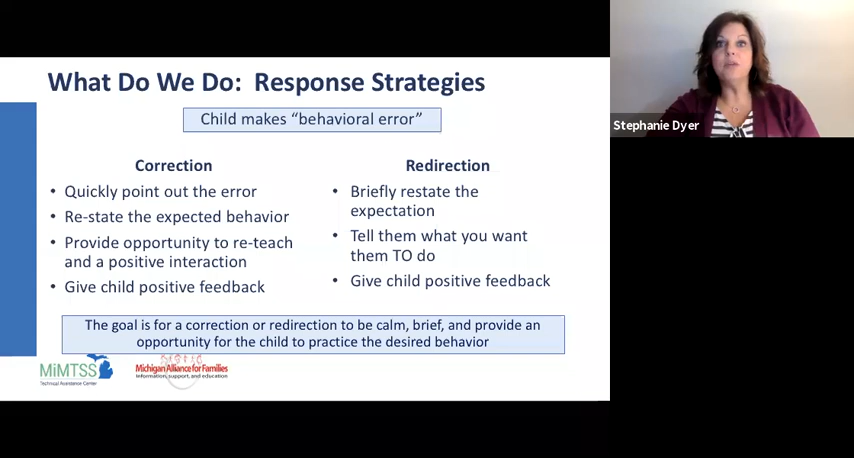 What Do We Do: Response Strategies
Child makes “behavioral error”
Correction
• Quickly point out the error
• Re-state the expected behavior
• Provide opportunity to re-teach
and a positive interaction
• Give child positive feedback
Redirection
• Briefly restate the
expectation
• Tell them what you want
them TO do
• Give child positive feedback
The goal is for a correction or redirection to be calm, brief, and provide an
opportunity for the child to practice the desired behavior
MiMTSS
Technical Assistance Center
Michigan Alliance for Families
Information, support, and education
Stephanie Dyer